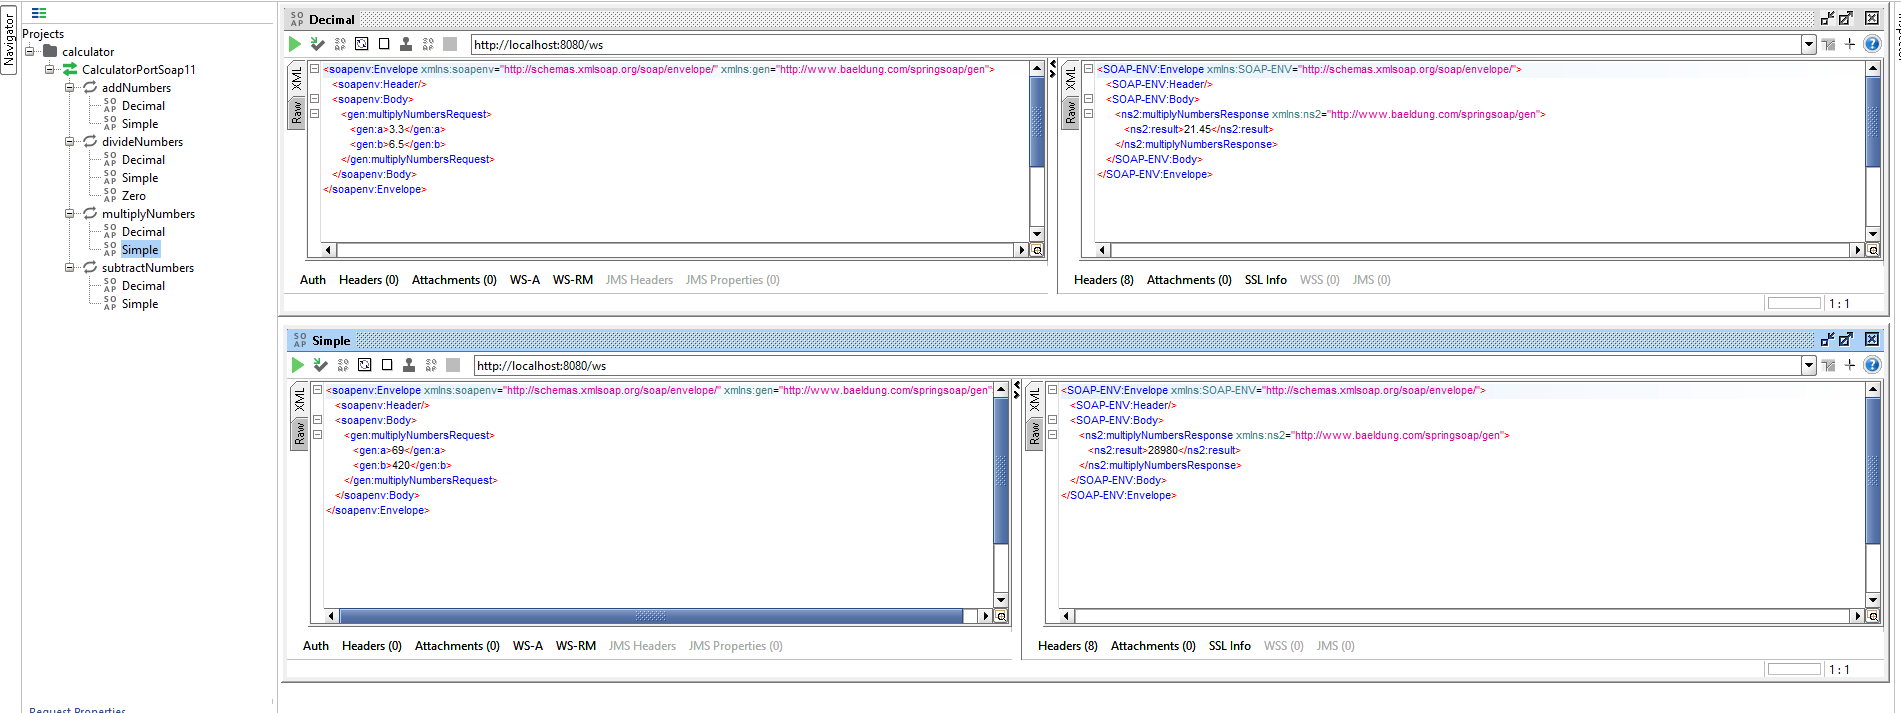 Navigator
Projects
calculator
CalculatorPortSoap11
addNumbers
SOAP Decimal
SOAP Simple
divideNumbers
SOAP Decimal
SOAP Simple
SOAP Zero
multiplyNumbers
SOAP Decimal
SOAP Simple
subtractNumbers
SOAP Decimal
SOAP Simple
Request Properties
SOAP Decimal
http://localhost:8080/ws
XML
Raw
<soapenv:Envelope xmlns:soapenv="http://schemas.xmlsoap.org/soap/envelope/" xmlns:gen="http://www.baeldung.com/springsoap/gen">
<soapenv:Header/>
<soapenv:Body>
<gen:multiplyNumbersRequest>
<gen:a>3.3</gen:a>
<gen:b>6.5</gen:b>
</gen:multiplyNumbersRequest>
</soapenv:Body>
</soapenv:Envelope>
Auth Headers (0) Attachments (0) WS-A WS-RM JMS Headers JMS Properties (0)
XML
Raw
<SOAP-ENV:Envelope xmlns:SOAP-ENV="http://schemas.xmlsoap.org/soap/envelope/">
<SOAP-ENV:Header/>
<SOAP-ENV:Body>
<ns2:multiplyNumbersResponse xmlns:ns2="http://www.baeldung.com/springsoap/gen">
<ns2:result>21.45</ns2:result>
</ns2:multiplyNumbersResponse>
</SOAP-ENV:Body>
</SOAP-ENV:Envelope>
Headers (8) Attachments (0) SSL Info WSS (0) JMS (0)
1 : 1
SOAP Simple
http://localhost:8080/ws
XML
Raw
<soapenv:Envelope xmlns:soapenv="http://schemas.xmlsoap.org/soap/envelope/" xmlns:gen="http://www.baeldung.com/springsoap/gen"
<soapenv:Header/>
<soapenv:Body>
<gen:multiplyNumbersRequest>
<gen:a>69</gen:a>
<gen:b>420</gen:b>
</gen:multiplyNumbersRequest>
</soapenv:Body>
</soapenv:Envelope>
Auth Headers (0) Attachments (0) WS-A WS-RM JMS Headers JMS Properties (0)
XML
Raw
<SOAP-ENV:Envelope xmlns:SOAP-ENV="http://schemas.xmlsoap.org/soap/envelope/">
<SOAP-ENV:Header/>
<SOAP-ENV:Body>
<ns2:multiplyNumbersResponse xmlns:ns2="http://www.baeldung.com/springsoap/gen">
<ns2:result>28980</ns2:result>
</ns2:multiplyNumbersResponse>
</SOAP-ENV:Body>
</SOAP-ENV:Envelope>
Headers (8) Attachments (0) SSL Info WSS (0) JMS (0)
1 : 1